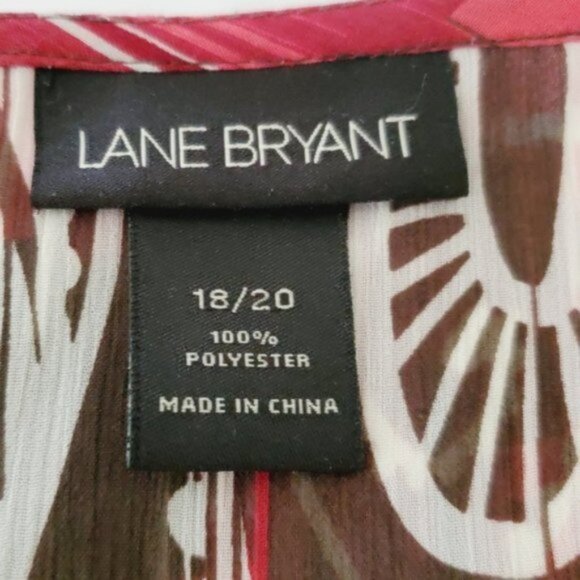 LANE BRYANT
18/20
100%
POLYESTER
MADE IN CHINA